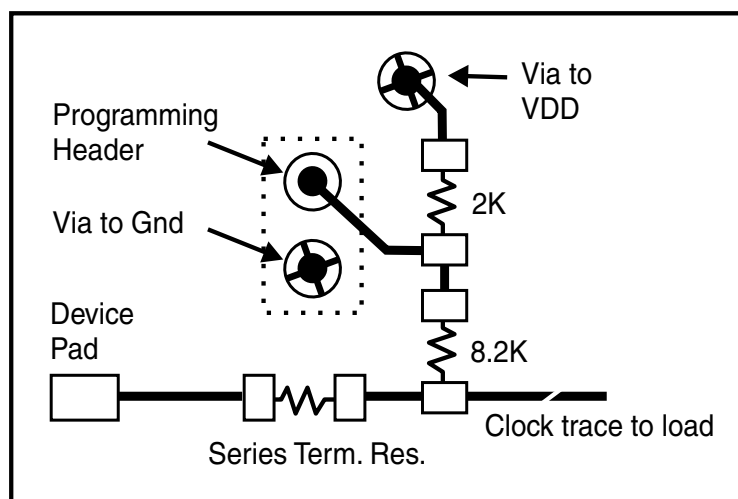 Via to
VDD
Programming
Header
2K
Via to Gnd
Device
Pad
8.2K
Clock trace to load
Series Term. Res.